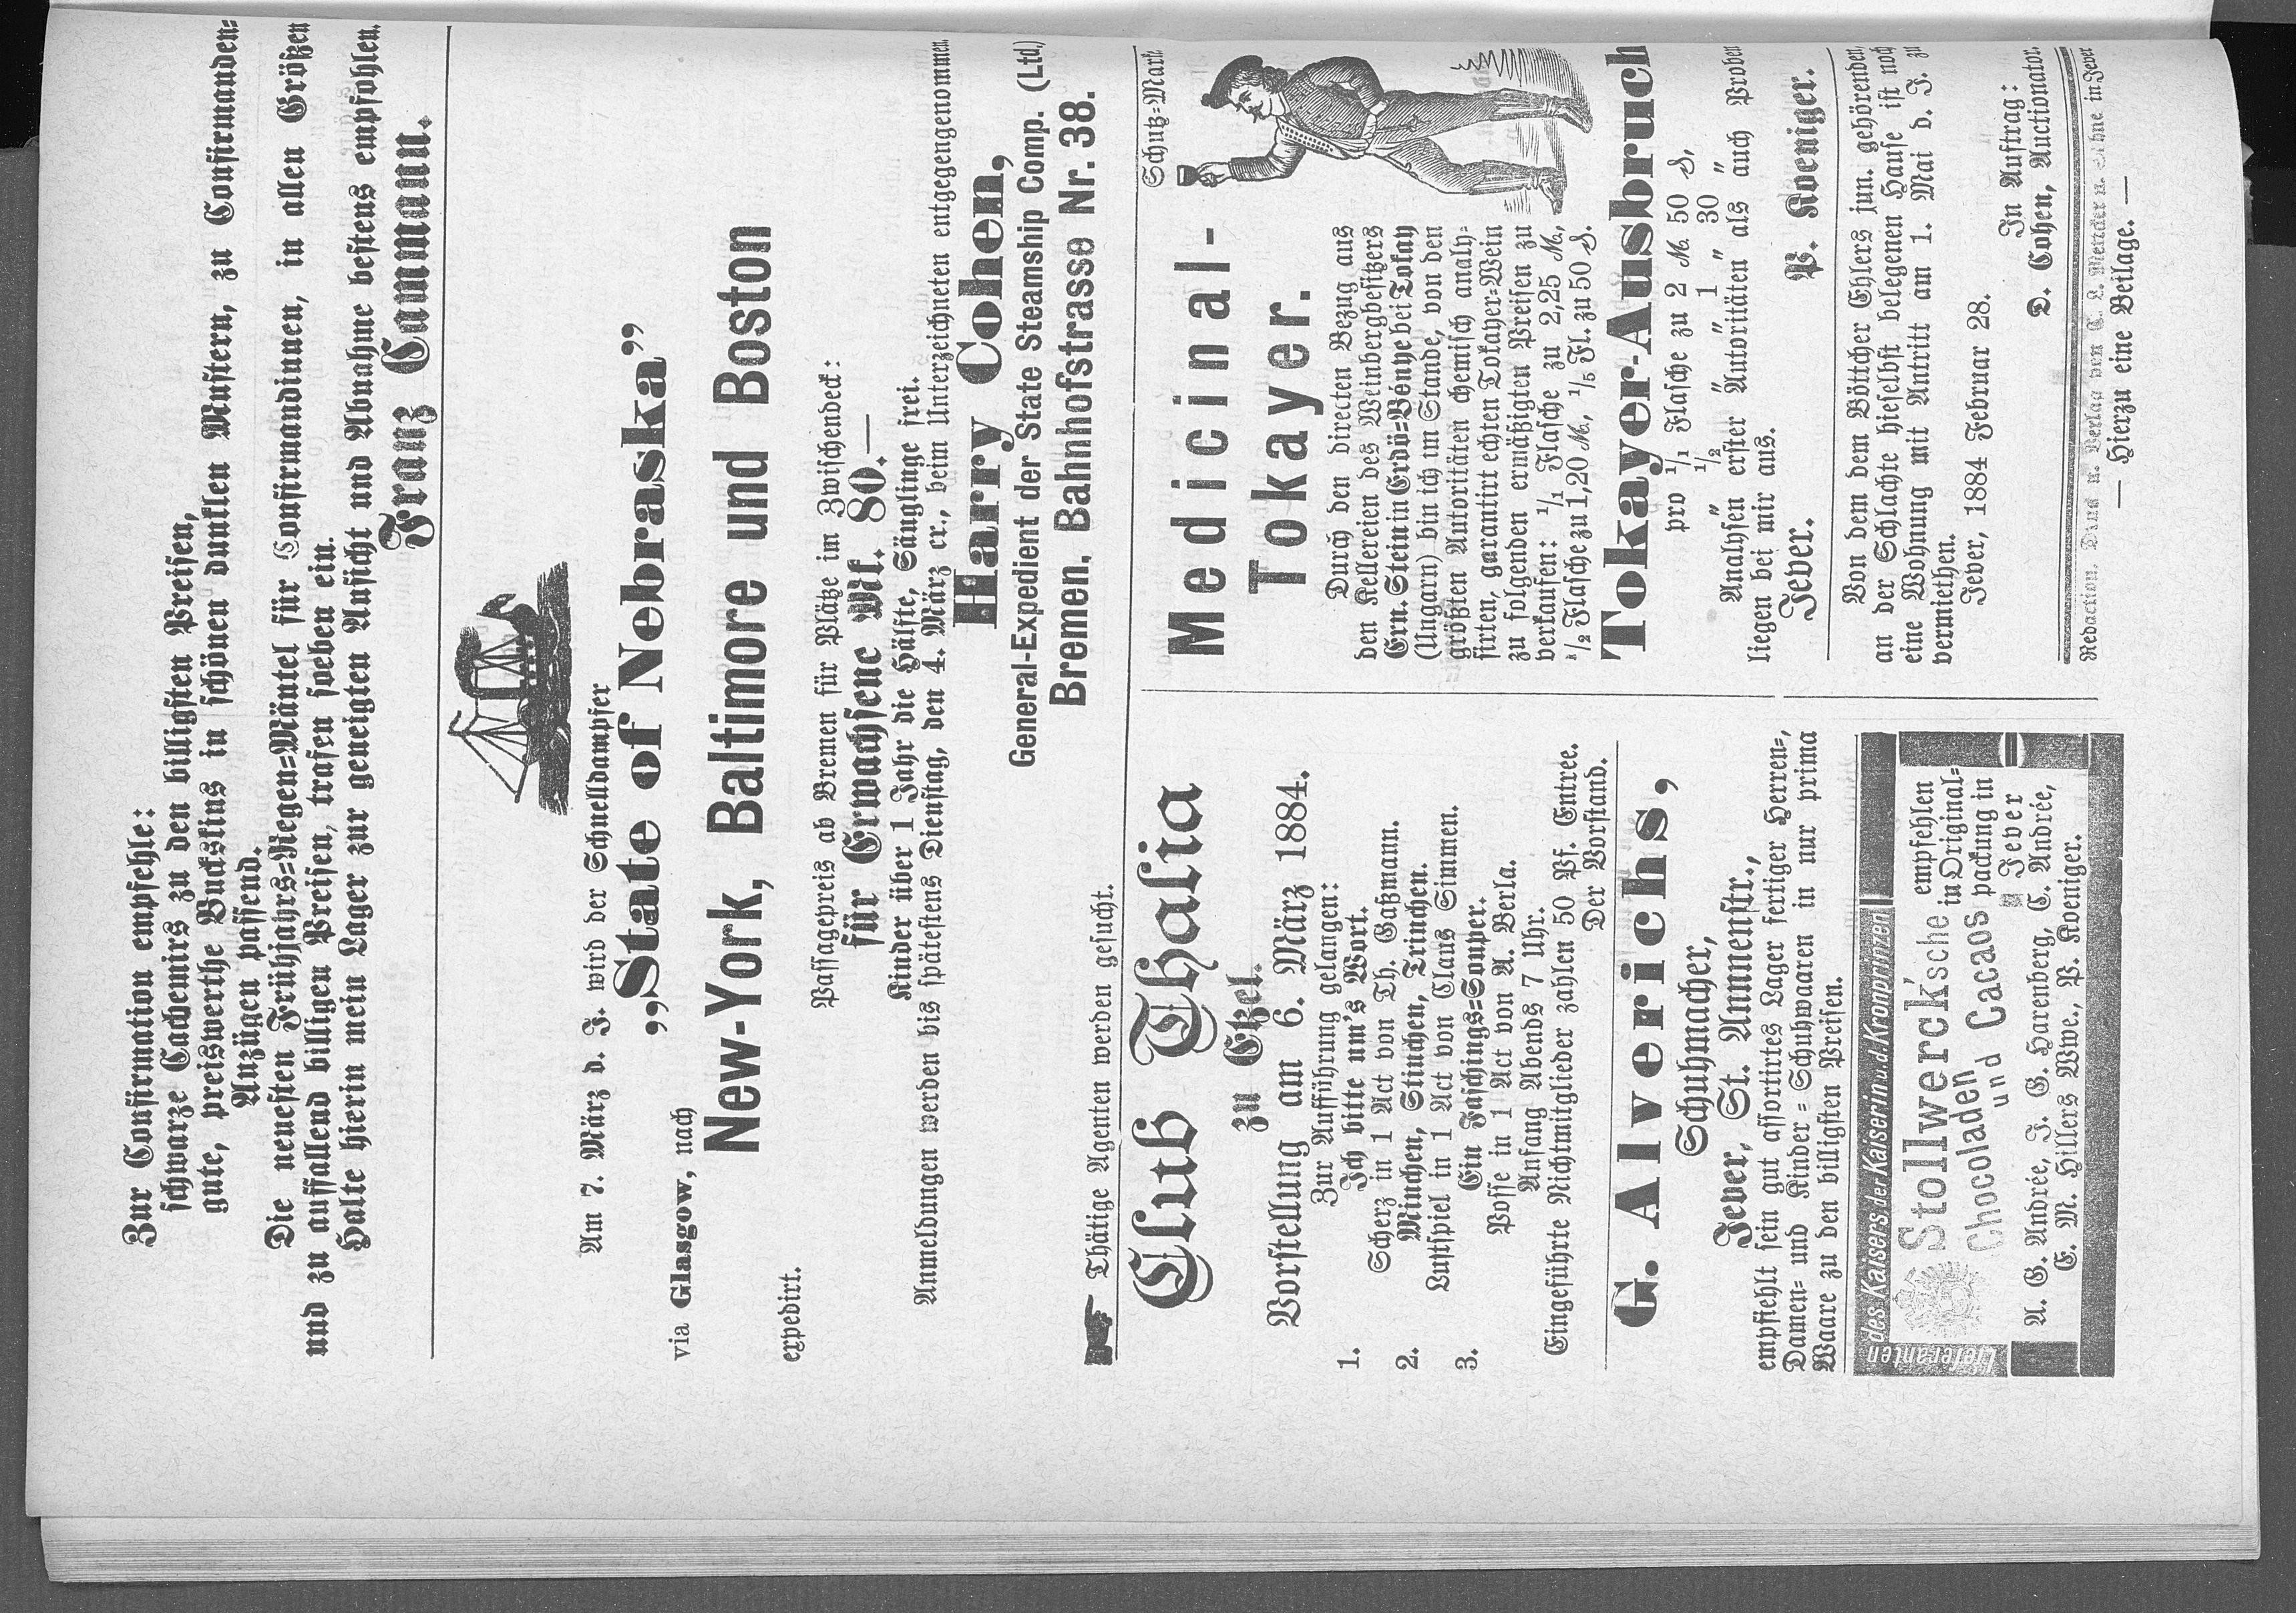 Zur Confirmation empfehle:
schwarze Cachemirs zu den billigsten Preisen,
gute, preiswerthe Buckskins in schönen dunklen Mustern, zu Confirmanden=
Anzügen passend.
Die neuesten Frühjahrs=Regen=Mäntel für Confirmandinnen, in allen Größen
und zu auffallend billigen Preisen, trafen soeben ein.
Halte hierin mein Lager zur geneigten Ansicht und Abnahme bestens empfohlen.
Franz Cammann.
Am 7. März d. J. wird der Schnelldampfer
„State of Nebraska”
via Glasgow, nach
New-York, Baltimore und Boston
expedirt.
Passagepreis ab Bremen für Plätze im Zwischendeck:
für Erwachsene Mk. 80.—
Kinder über 1 Jahr die Hälfte, Säuglinge frei.
Anmeldungen werden bis spätestens Dienstag, den 4. März cr., beim Unterzeichneten entgegengenommen.
Harry Cohen,
General-Expedient der State Steamship Comp. (Ltd.)
Bremen, Bahnhofstrasse Nr. 38.
Thätige Agenten werden gesucht.
Club Thalia
zu Etzel.
Vorstellung am 6. März 1884.
Zur Aufführung gelangen:
1. Ich bitte um's Wort.
Scherz in 1 Act von Th. Gaßmann.
2. Minchen, Stinchen, Trinchen.
Lustspiel in 1 Act von Claus Simmen.
3. Ein Faschings=Souper.
Posse in 1 Act von A. Berla.
Anfang Abends 7 Uhr.
Eingeführte Nichtmitglieder zahlen 50 Pf. Entree.
Der Vorstand.
G. Alverichs,
Schuhmacher,
Jever, St. Annenstr.,
empfiehlt sein gut assortirtes Lager fertiger Herren=,
Damen= und Kinder = Schuhwaaren in nur prima
Waare zu den billigsten Preisen.
Lieferanten des Kaisers der Kaiserin u. d. Kronprinzen
Stollwerck'sche empfehlen
Chocoladen in Original=
und Cacaos packung in
Jever
A. G. Andrée, J. G. Harenberg, C. Andrée,
E. M. Hillers Wwe., P. Koeniger.
Schutz=Mark.
Medicinal-
Tokayer.
Durch den directen Bezug aus
den Kellereien des Weinbergbesitzers
Ern. Stein in Erdö=Bénye bei Tokay
(Ungarn) bin ich im Stande, von den
größten Autoritäten chemisch analy=
sirten, garantirt echten Tokayer=Wein
zu folgenden ermäßigten Preisen zu
verkaufen: 1/1 Flasche zu 2,25 M.,
1/2 Flasche zu 1,20 M., 1/5 Fl. zu 50 S.
Tokayer-Ausbruch
pro 1/1 Flasche zu 2 M. 50 S,
„ 1/2 „ „ 1 „ 30 „
Analysen erster Autoritäten als auch Proben
liegen bei mir aus.
Jever. P. Koeniger.
Von dem dem Böttcher Ehlers jun. gehörenden,
an der Schlachte hieselbst belegenen Hause ist noch
eine Wohnung mit Antritt am 1. Mai d. J. zu
vermiethen.
Jever, 1884 Februar 28.
In Auftrag:
D. Cohen, Auctionator.
Redaction, Druck u. Verlag von C. L. Mettcker u. Söhne in Jever
— Hierzu eine Beilage. —